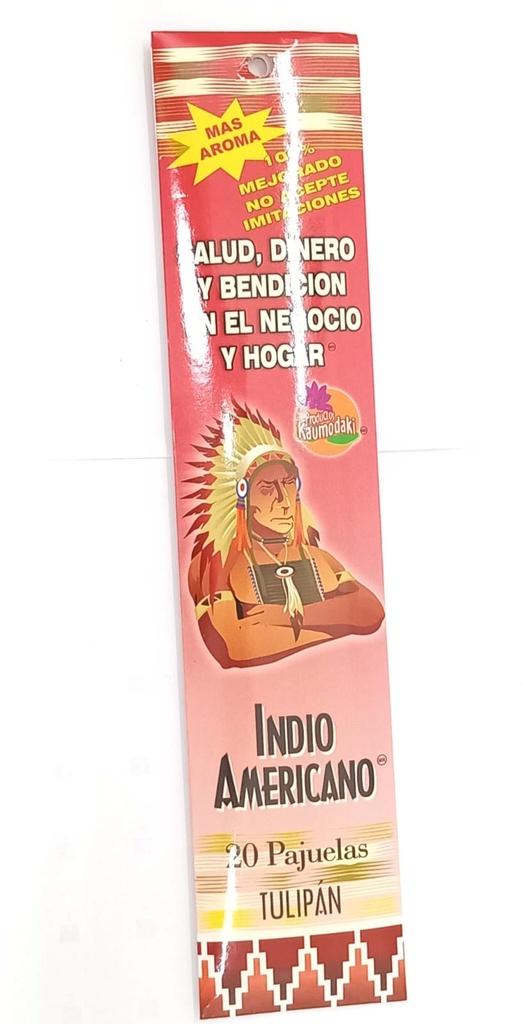 MAS
AROMA
100%
MEJORADO
NO ACEPTE
IMITACIONES
SALUD, DINERO
Y BENDICION
EN EL NEGOCIO
Y HOGAR
Productos
Kaumodaki
INDIO
AMERICANO
20 Pajuelas
TULIPÁN